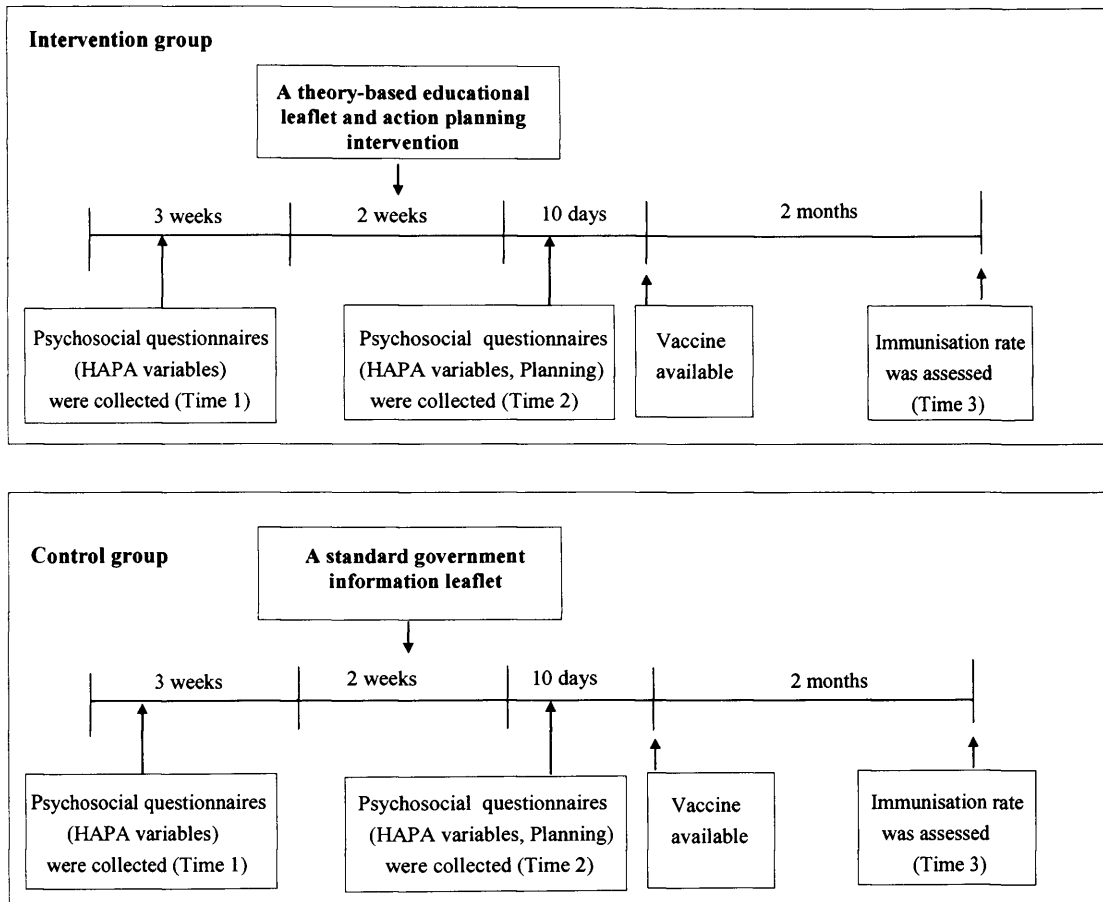 Intervention group
A theory-based educational
leaflet and action planning
intervention
3 weeks
2 weeks
10 days
2 months
Psychosocial questionnaires
(HAPA variables)
were collected (Time 1)
Psychosocial questionnaires
(HAPA variables, Planning)
were collected (Time 2)
Vaccine
available
Immunisation rate
was assessed
(Time 3)
Control group
A standard government
information leaflet
3 weeks
2 weeks
10 days
2 months
Psychosocial questionnaires
(HAPA variables)
were collected (Time 1)
Psychosocial questionnaires
(HAPA variables, Planning)
were collected (Time 2)
Vaccine
available
Immunisation rate
was assessed
(Time 3)